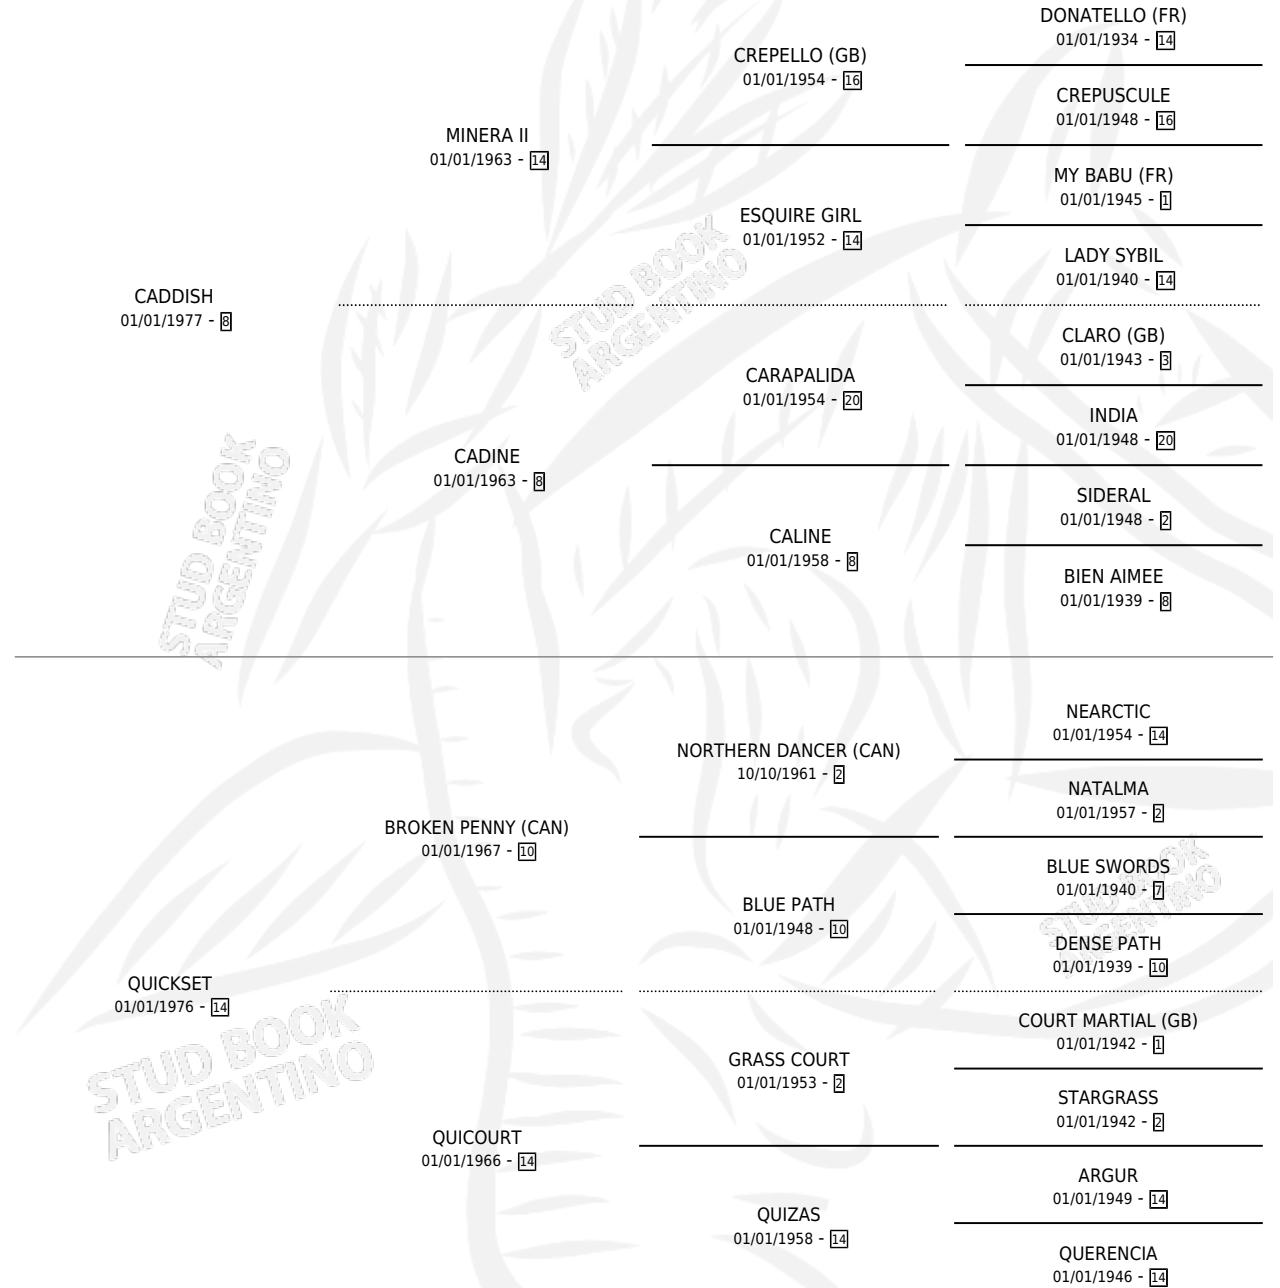 DONATELLO (FR)
01/01/1934 - 14
CREPELLO (GB)
01/01/1954 - 16
CREPUSCULE
01/01/1948 - 16
MINERA II
01/01/1963 - 14
MY BABU (FR)
01/01/1945 - 1
ESQUIRE GIRL
01/01/1952 - 14
LADY SYBIL
01/01/1940 - 14
CADDISH
01/01/1977 - 8
STUD BOOK
ARGENTINO
CLARO (GB)
01/01/1943 - 3
CARAPALIDA
01/01/1954 - 20
INDIA
01/01/1948 - 20
CADINE
01/01/1963 - 8
SIDERAL
01/01/1948 - 2
CALINE
01/01/1958 - 8
BIEN AIMEE
01/01/1939 - 8
STUD BOOK
ARGENTINO
NEARCTIC
01/01/1954 - 14
NORTHERN DANCER (CAN)
10/10/1961 - 2
NATALMA
01/01/1957 - 2
BROKEN PENNY (CAN)
01/01/1967 - 10
BLUE SWORDS
01/01/1940 - 7
BLUE PATH
01/01/1948 - 10
STUD BOOK
ARGENTINO
DENSE PATH
01/01/1939 - 10
QUICKSET
01/01/1976 - 14
STUD BOOK
ARGENTINO
COURT MARTIAL (GB)
01/01/1942 - 1
GRASS COURT
01/01/1953 - 2
STARGRASS
01/01/1942 - 2
QUICOURT
01/01/1966 - 14
ARGUR
01/01/1949 - 14
QUIZAS
01/01/1958 - 14
QUERENCIA
01/01/1946 - 14